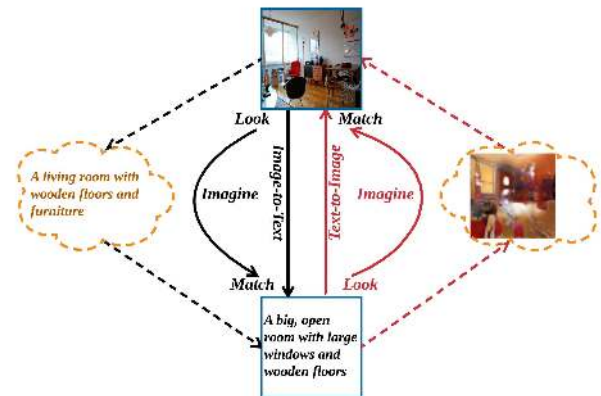 Look
Match
A living room with
wooden floors and
furniture
Imagine
Image-to-Text
Text-to-Image
Imagine
Match
Look
A big, open
room with large
windows and
wooden floors